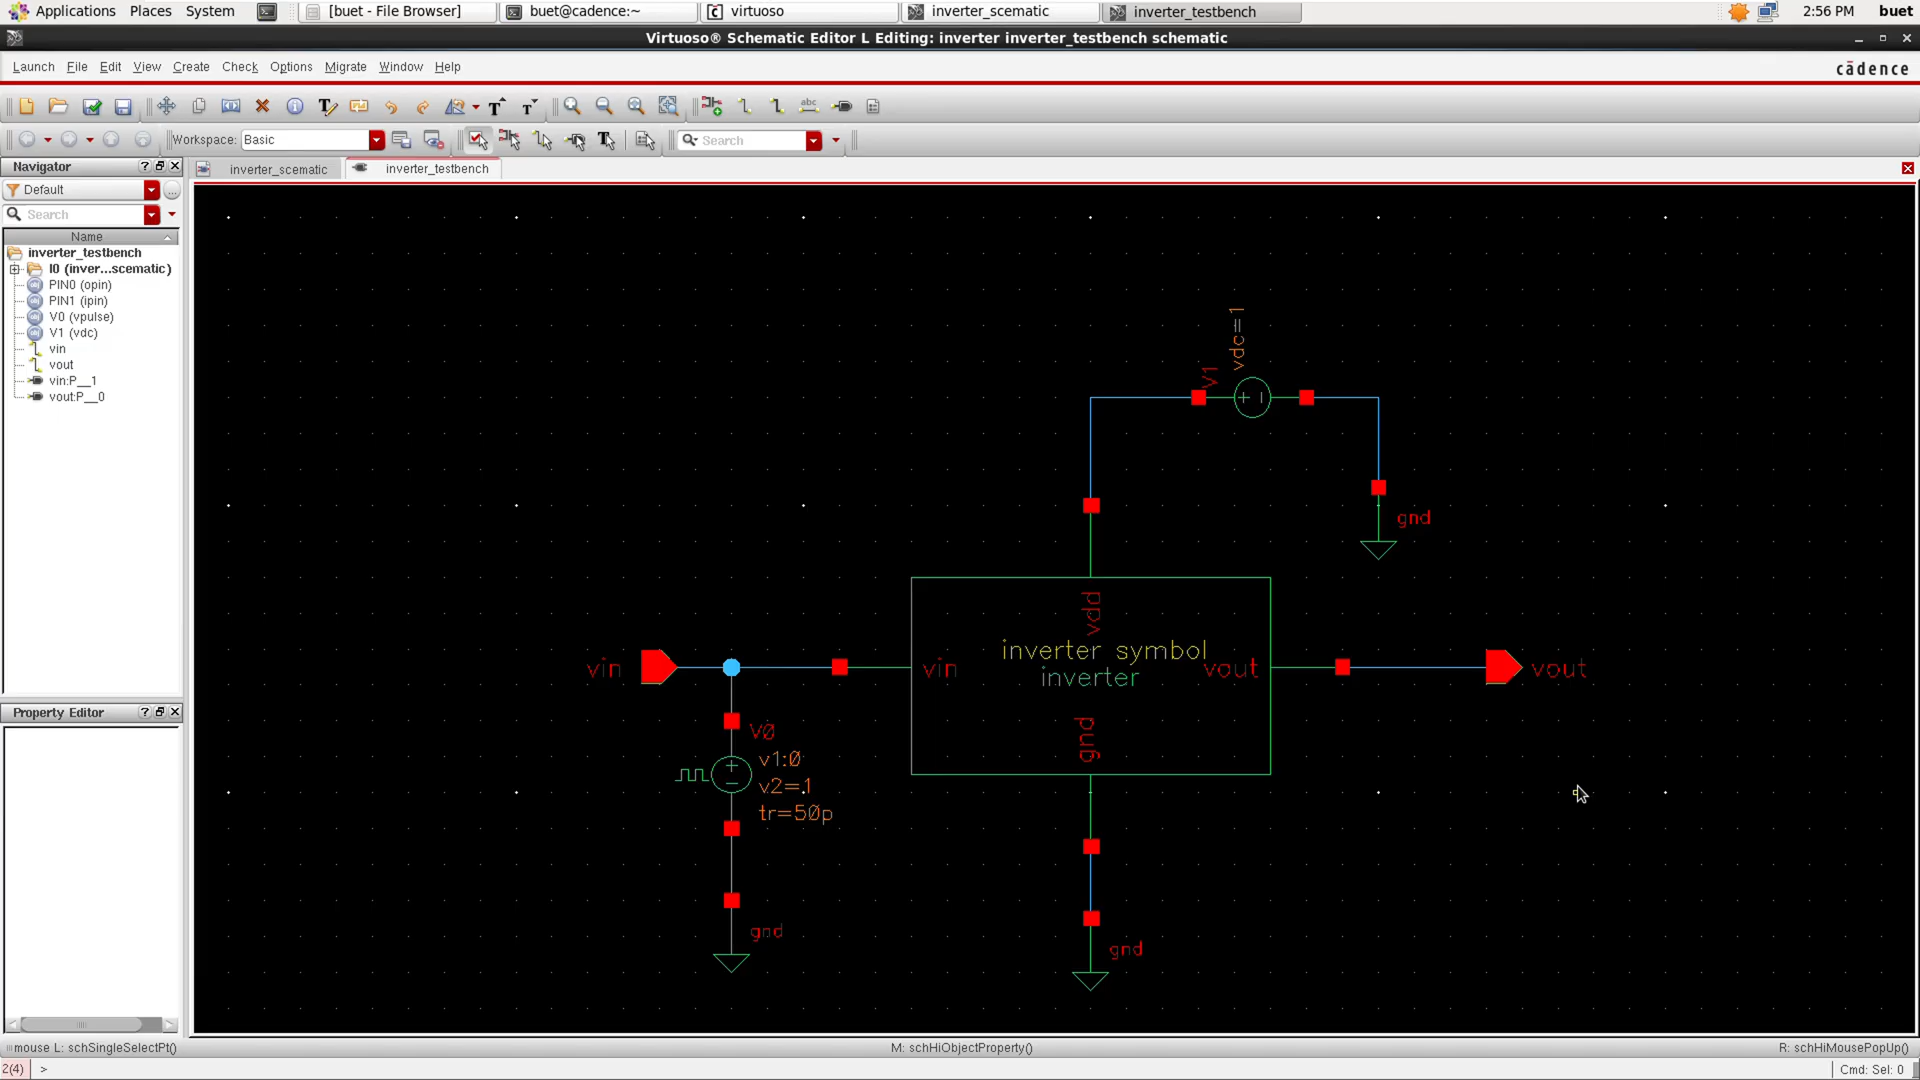 Applications Places System [buet - File Browser] buet@cadence:~ virtuoso inverter_scematic inverter_testbench 2:56 PM buet
Virtuoso® Schematic Editor L Editing: inverter inverter_testbench schematic
Launch File Edit View Create Check Options Migrate Window Help cādence
abc
Workspace: Basic Search
Navigator
inverter_scematic inverter_testbench
Default
Search
Name
inverter_testbench
I0 (inver...scematic)
PIN0 (opin)
PIN1 (ipin)
V0 (vpulse)
V1 (vdc)
vin
vout
vin:P__1
vout:P__0
Property Editor
vdc=1
V1
gnd
vdd
inverter symbol
inverter
vin
vin
vout
vout
gnd
V0
v1:0
v2=1
tr=50p
gnd
gnd
mouse L: schSingleSelectPt() M: schHiObjectProperty() R: schHiMousePopUp()
2(4) > Cmd: Sel: 0